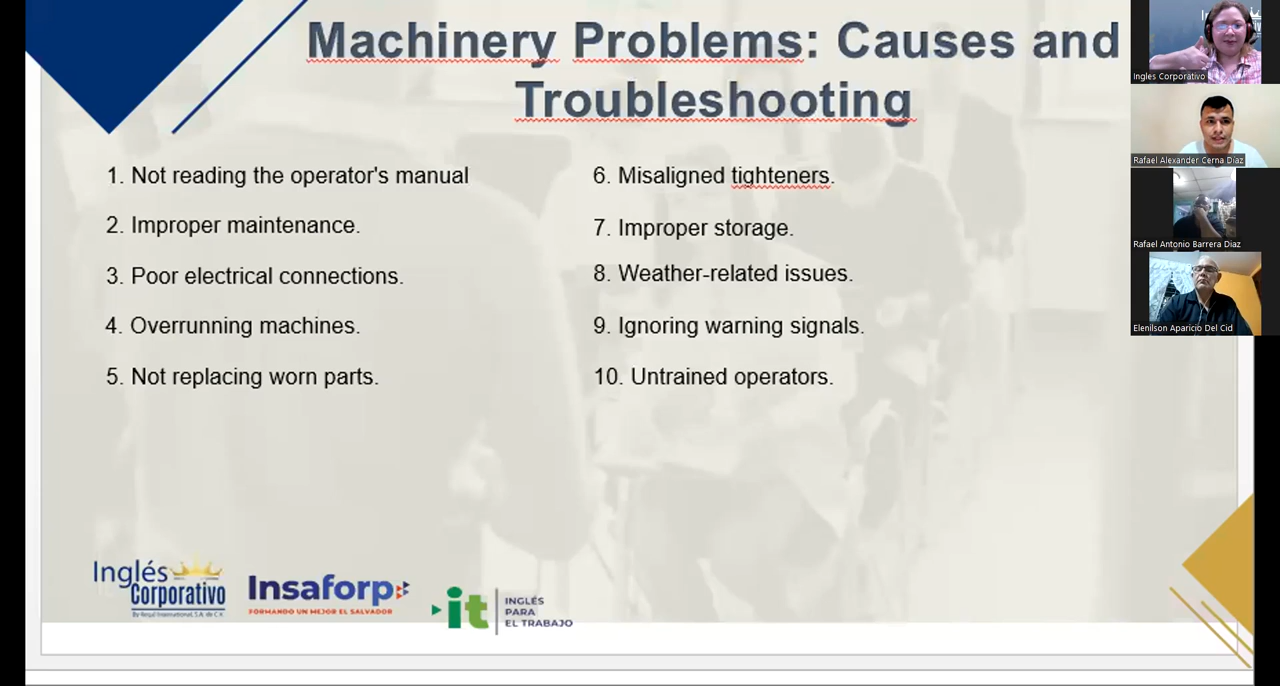 Machinery Problems: Causes and
Troubleshooting
1. Not reading the operator's manual
2. Improper maintenance.
3. Poor electrical connections.
4. Overrunning machines.
5. Not replacing worn parts.
6. Misaligned tighteners.
7. Improper storage.
8. Weather-related issues.
9. Ignoring warning signals.
10. Untrained operators.
Ingles Corporativo
Rafael Alexander Cerna Diaz
Rafael Antonio Barrera Diaz
Elenilson Aparicio Del Cid
Inglés
Corporativo
Insaforp
FORMANDO UN MEJOR EL SALVADOR
it
INGLÉS
PARA
EL TRABAJO